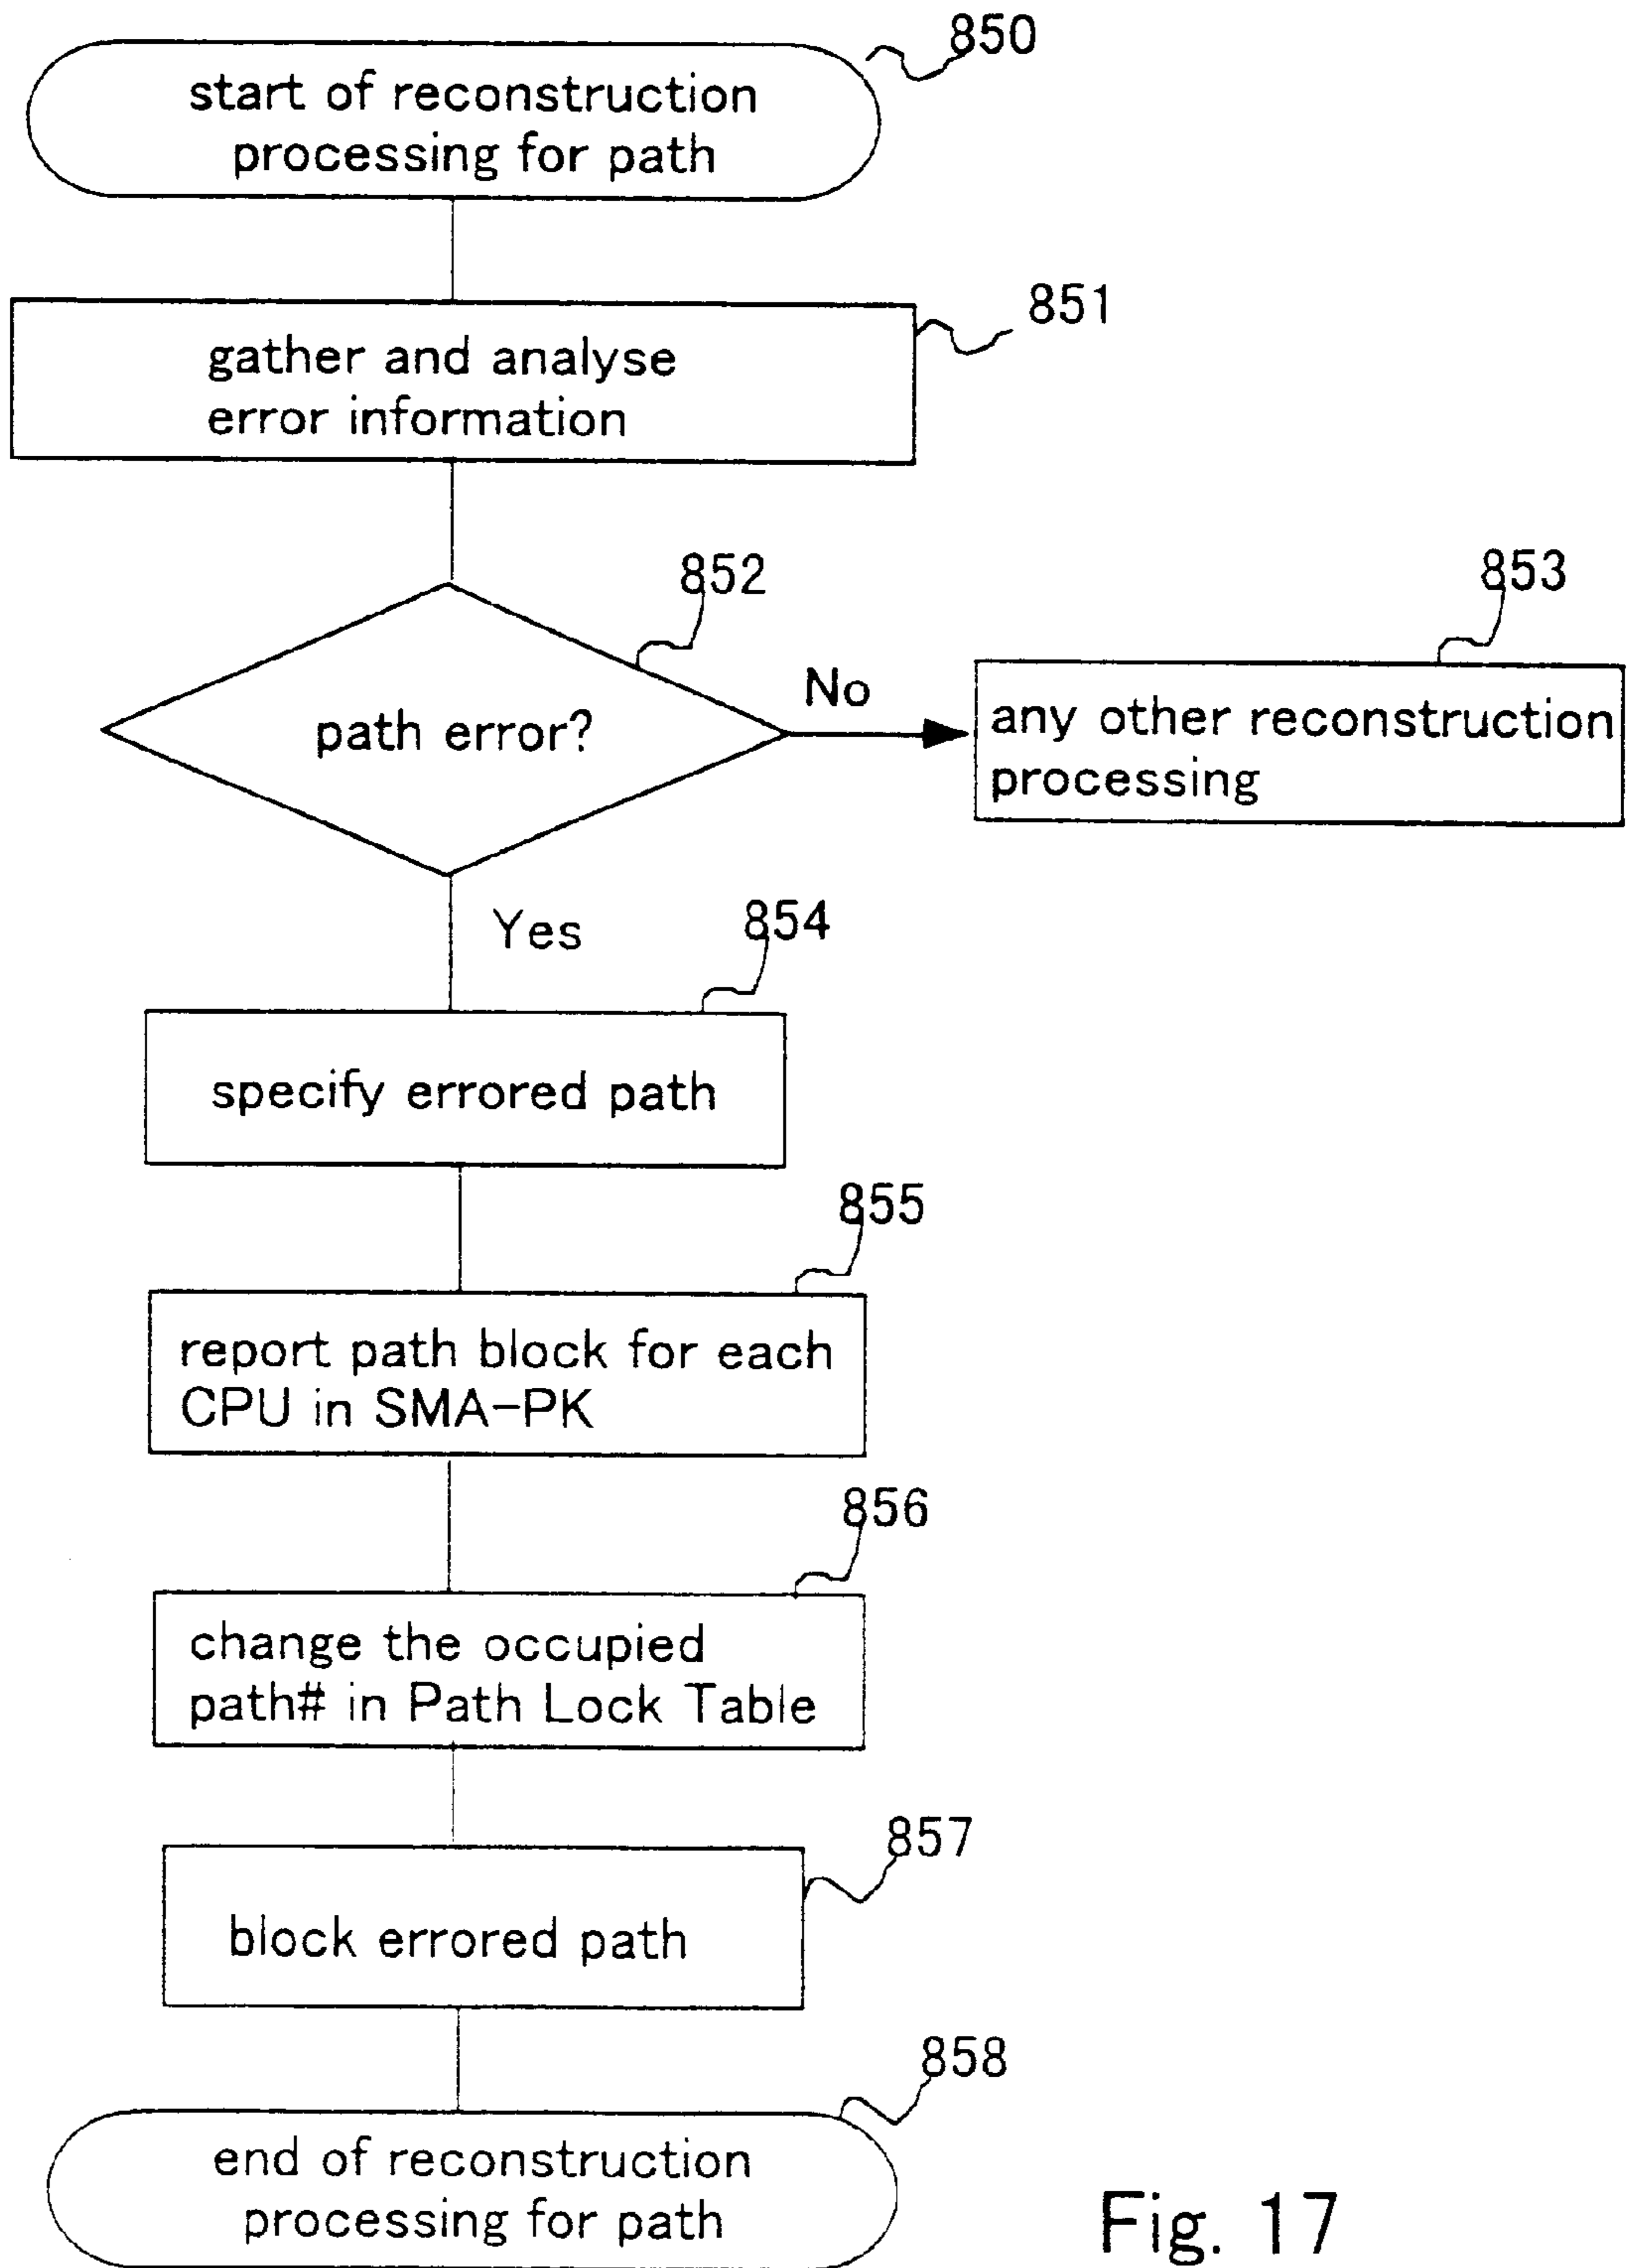 850
start of reconstruction
processing for path
851
gather and analyse
error information
852
853
path error?
No
any other reconstruction
processing
Yes
854
specify errored path
855
report path block for each
CPU in SMA-PK
856
change the occupied
path# in Path Lock Table
857
block errored path
858
end of reconstruction
processing for path
Fig. 17